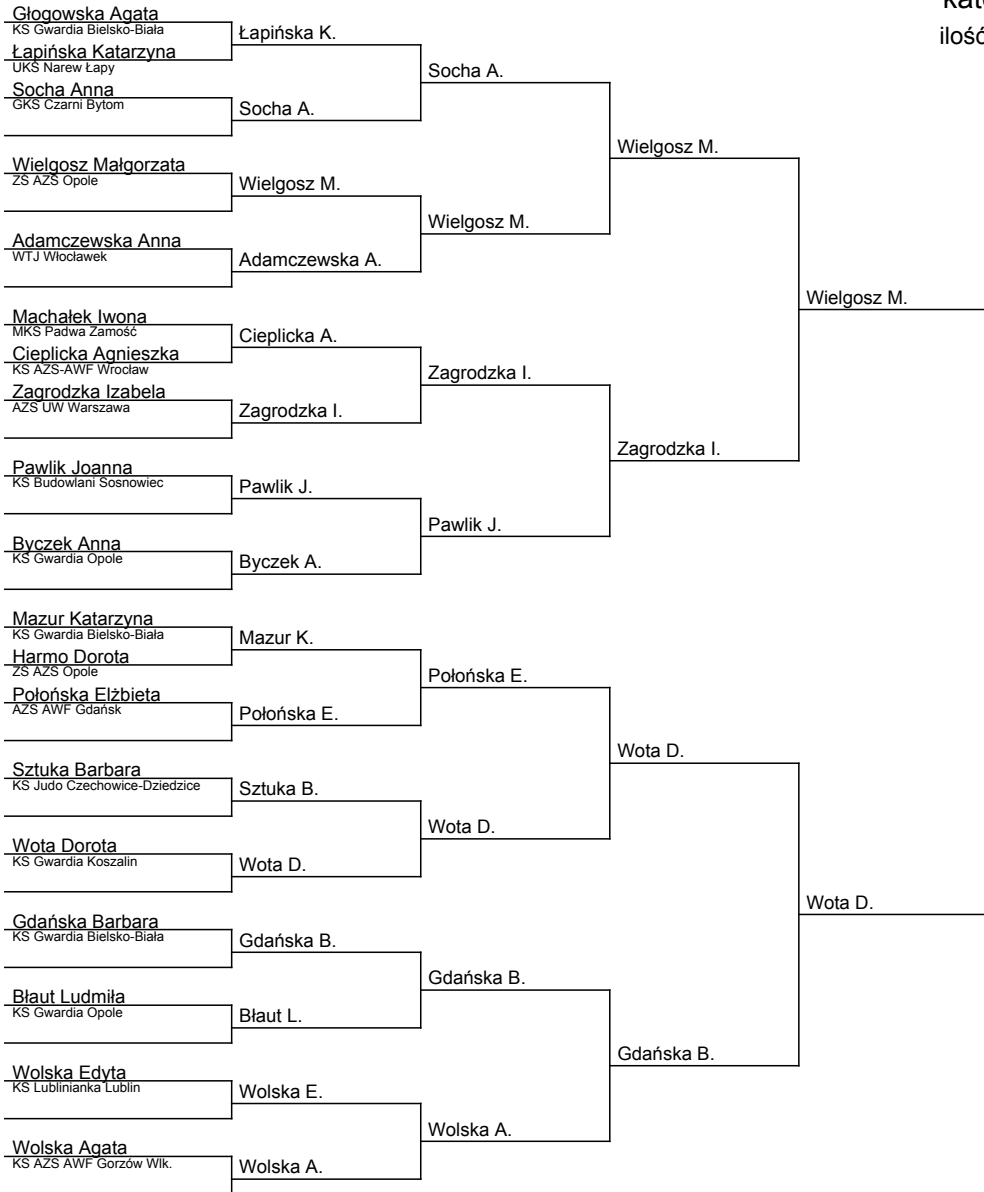 kat
ilość
Głogowska Agata
KS Gwardia Bielsko-Biała
Łapińska Katarzyna
UKS Narew Łapy
Socha Anna
GKS Czarni Bytom
Wielgosz Małgorzata
ZS AZS Opole
Adamczewska Anna
WTJ Włocławek
Machałek Iwona
MKS Padwa Zamość
Cieplicka Agnieszka
KS AZS-AWF Wrocław
Zagrodzka Izabela
AZS UW Warszawa
Pawlik Joanna
KS Budowlani Sosnowiec
Byczek Anna
KS Gwardia Opole
Mazur Katarzyna
KS Gwardia Bielsko-Biała
Harmo Dorota
ZS AZS Opole
Połońska Elżbieta
AZS AWF Gdańsk
Sztuka Barbara
KS Judo Czechowice-Dziedzice
Wota Dorota
KS Gwardia Koszalin
Gdańska Barbara
KS Gwardia Bielsko-Biała
Błaut Ludmiła
KS Gwardia Opole
Wolska Edyta
KS Lublinianka Lublin
Wolska Agata
KS AZS AWF Gorzów Wlk.
Łapińska K.
Socha A.
Wielgosz M.
Adamczewska A.
Cieplicka A.
Zagrodzka I.
Pawlik J.
Byczek A.
Mazur K.
Połońska E.
Sztuka B.
Wota D.
Gdańska B.
Błaut L.
Wolska E.
Wolska A.
Socha A.
Wielgosz M.
Zagrodzka I.
Pawlik J.
Połońska E.
Wota D.
Gdańska B.
Wolska A.
Wielgosz M.
Zagrodzka I.
Wota D.
Gdańska B.
Wielgosz M.
Wota D.